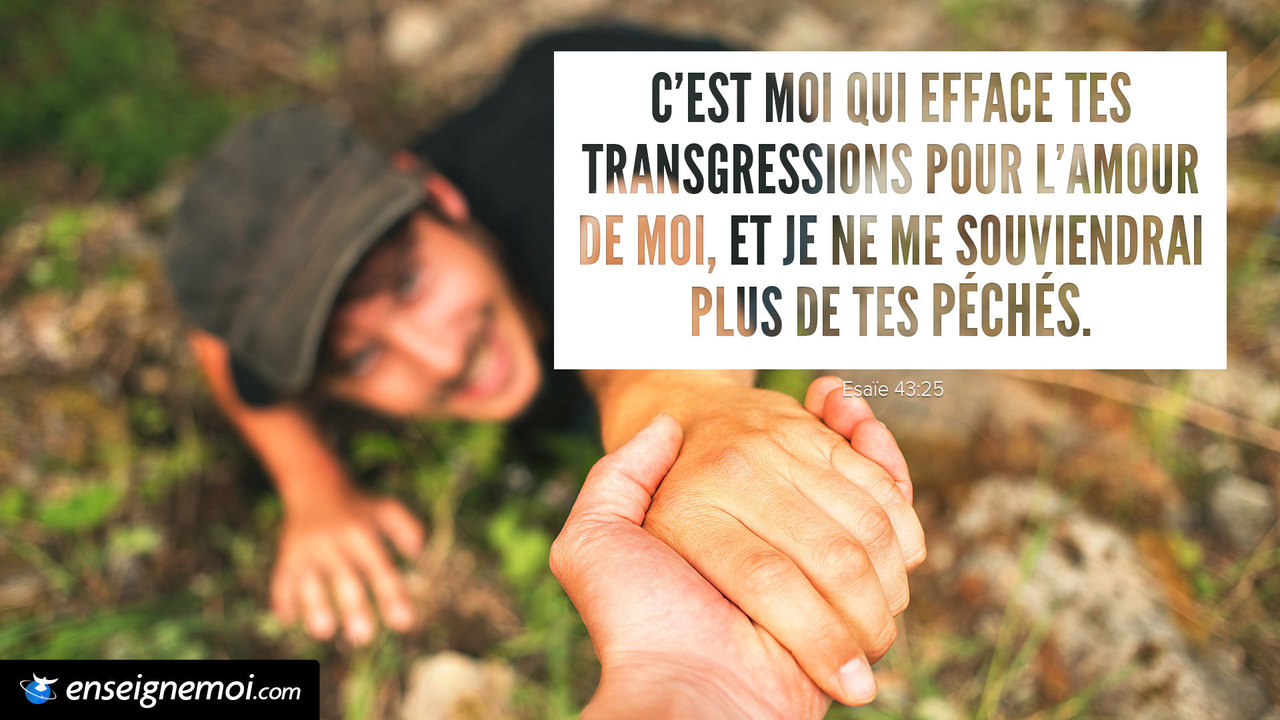 C’EST MOI QUI EFFACE TES
TRANSGRESSIONS POUR L’AMOUR
DE MOI, ET JE NE ME SOUVIENDRAI
PLUS DE TES PÉCHÉS.
Esaïe 43:25
enseignemoi.com